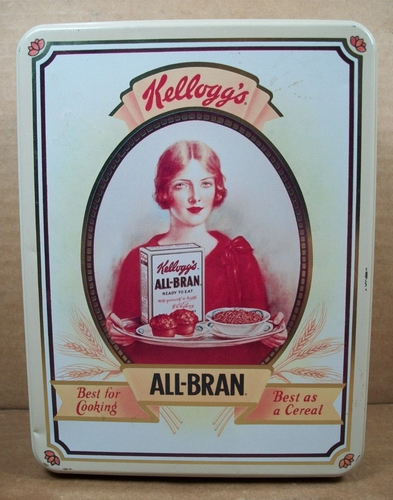 Kellogg's.
Kellogg's.
ALL-BRAN.
READY TO EAT
ALL-BRAN.
Best for
Cooking
Best as
a Cereal